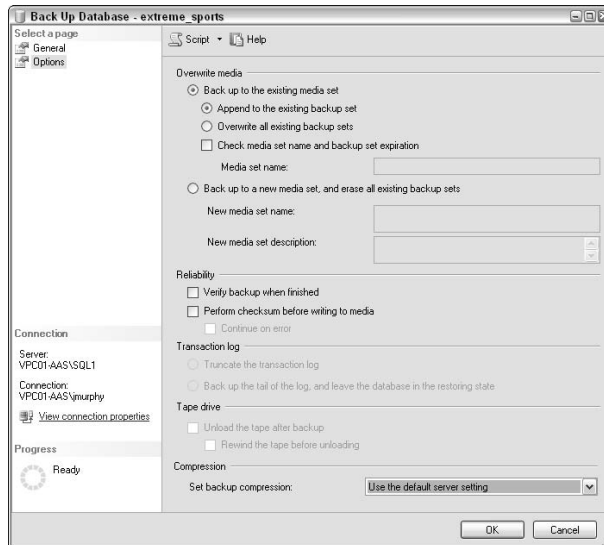 Back Up Database - extreme_sports
Select a page
General
Options
Script
Help
Overwrite media
Back up to the existing media set
Append to the existing backup set
Overwrite all existing backup sets
Check media set name and backup set expiration
Media set name:
Back up to a new media set, and erase all existing backup sets
New media set name:
New media set description:
Reliability
Verify backup when finished
Perform checksum before writing to media
Continue on error
Transaction log
Truncate the transaction log
Back up the tail of the log, and leave the database in the restoring state
Tape drive
Unload the tape after backup
Rewind the tape before unloading
Compression
Set backup compression:
Use the default server setting
Connection
Server:
VPC01-AAS\SQL1
Connection:
VPC01-AAS\jmurphy
View connection properties
Progress
Ready
OK
Cancel